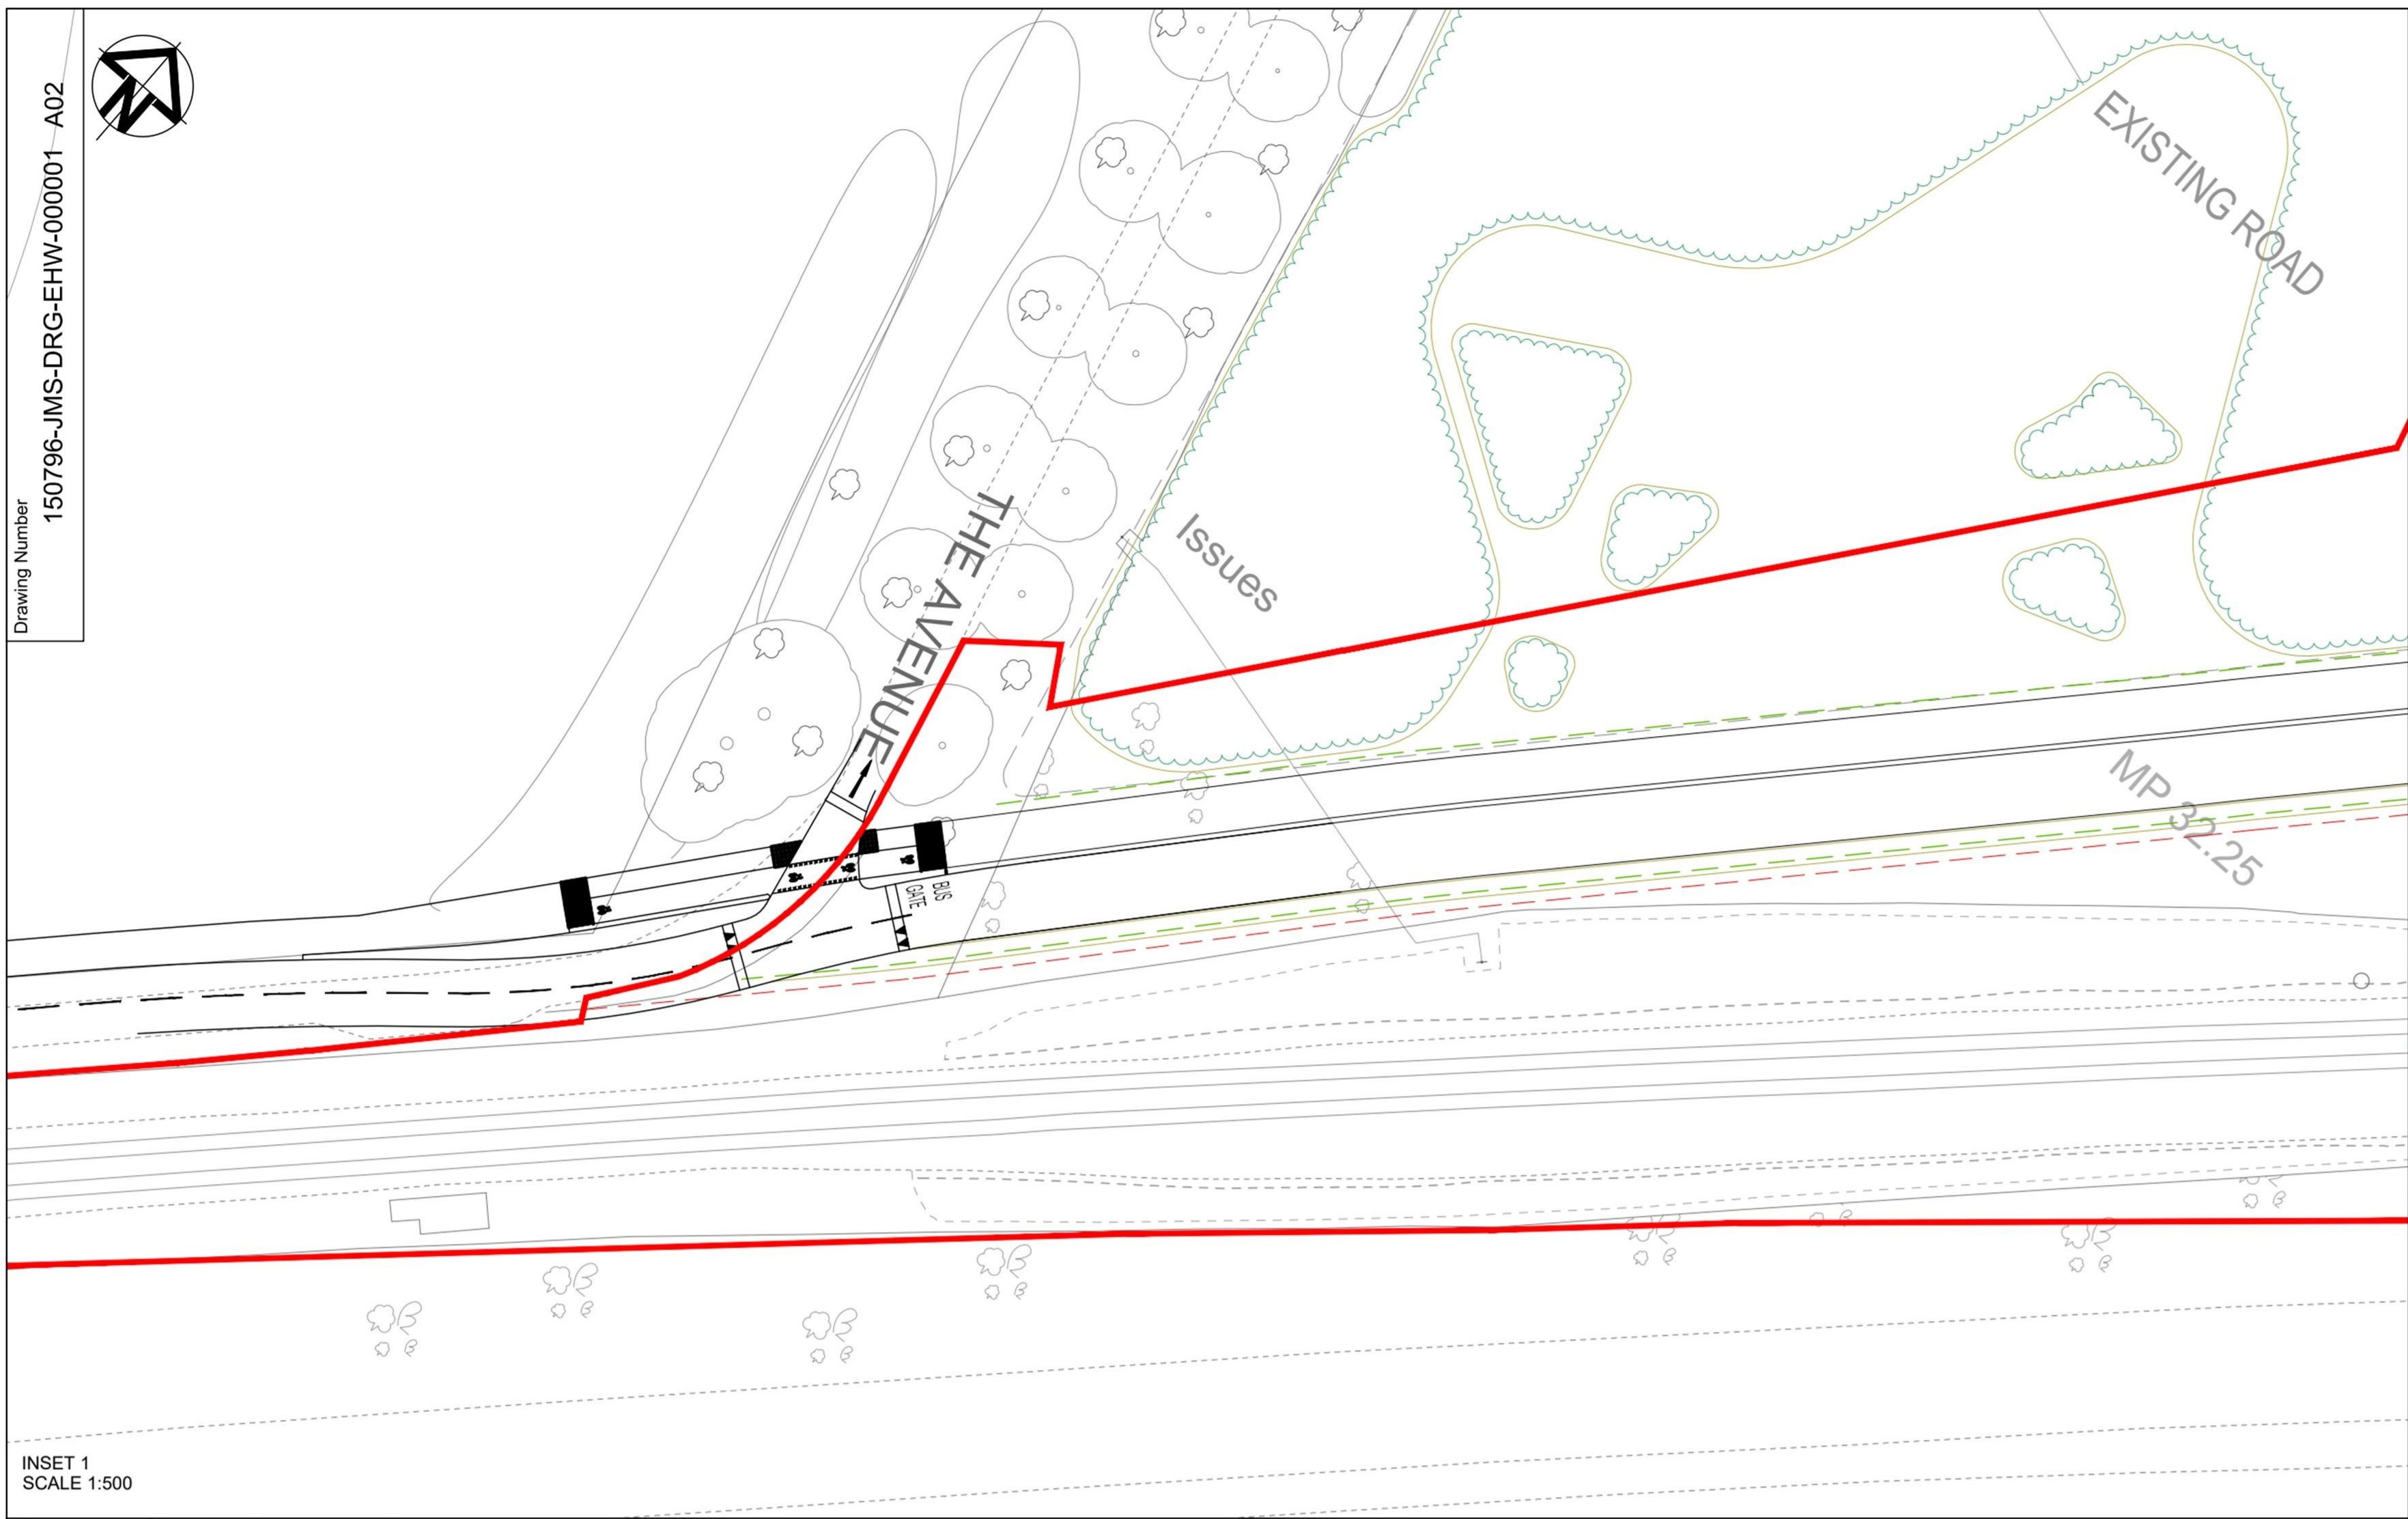 Drawing Number
150796-JMS-DRG-EHW-000001 A02
N
EXISTING ROAD
THE AVENUE
Issues
BUS
GATE
MP 32.25
INSET 1
SCALE 1:500